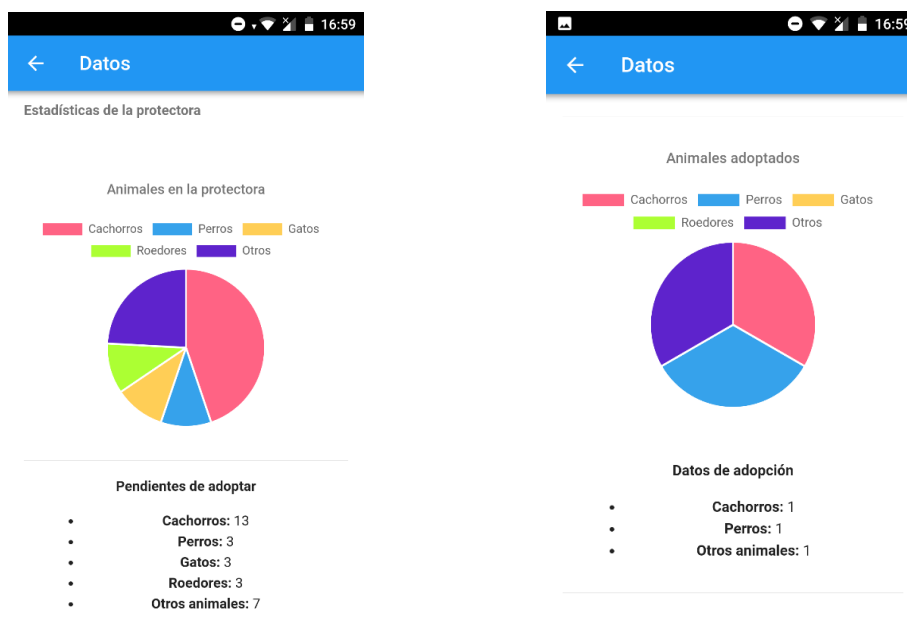 16:59
Datos
Estadísticas de la protectora
Animales en la protectora
Cachorros Perros Gatos
Roedores Otros
Pendientes de adoptar
• Cachorros: 13
• Perros: 3
• Gatos: 3
• Roedores: 3
• Otros animales: 7
16:59
Datos
Animales adoptados
Cachorros Perros Gatos
Roedores Otros
Datos de adopción
• Cachorros: 1
• Perros: 1
• Otros animales: 1